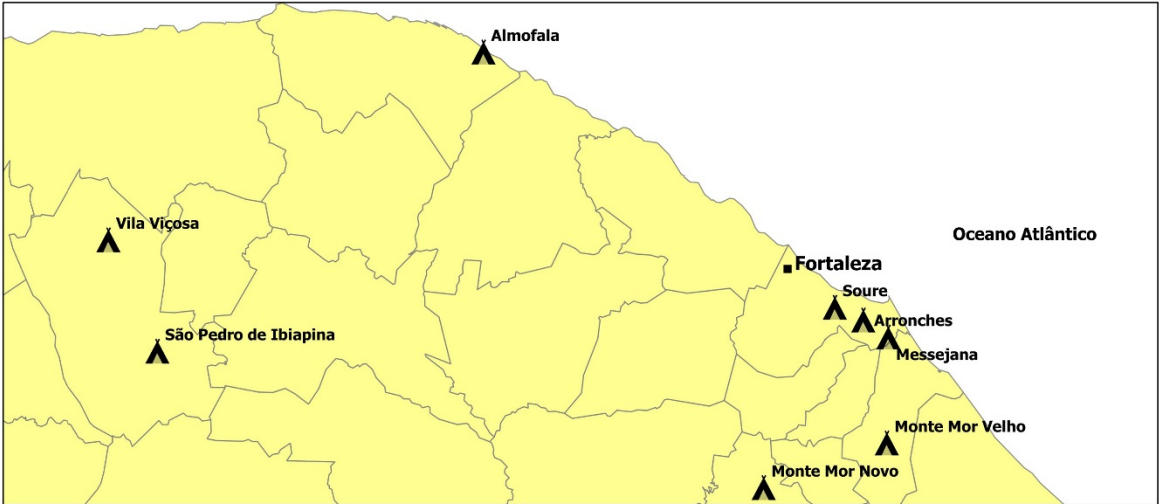 Almofala
Vila Viçosa
Oceano Atlântico
Fortaleza
Soure
Arronches
São Pedro de Ibiapina
Messejana
Monte Mor Velho
Monte Mor Novo